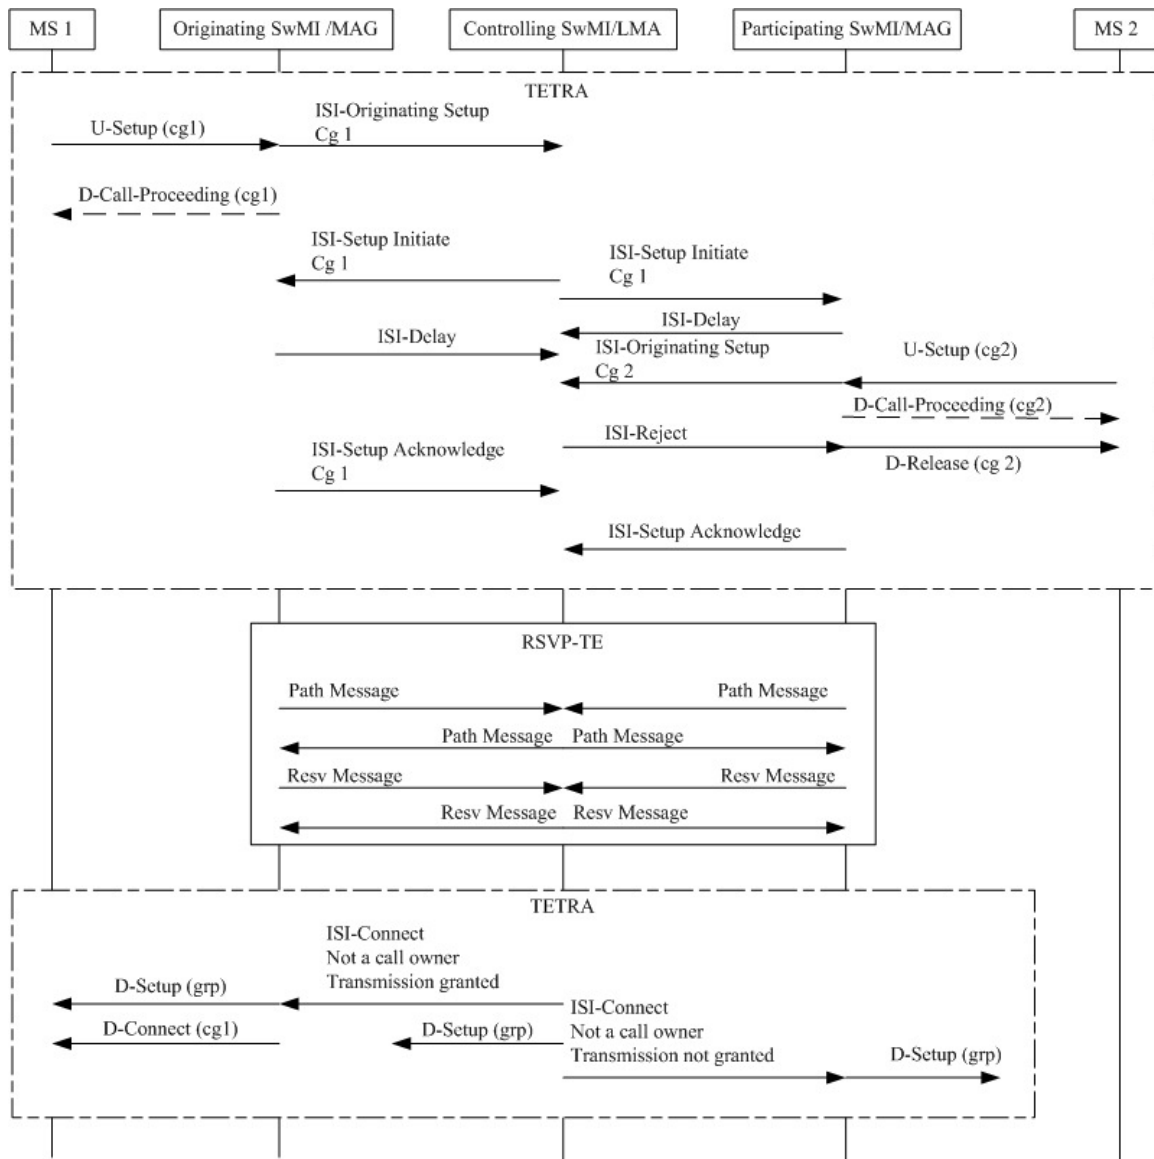 MS 1
Originating SwMI /MAG
Controlling SwMI/LMA
Participating SwMI/MAG
MS 2
TETRA
U-Setup (cg1)
ISI-Originating Setup
Cg 1
D-Call-Proceeding (cg1)
ISI-Setup Initiate
Cg 1
ISI-Setup Initiate
Cg 1
ISI-Delay
ISI-Delay
ISI-Originating Setup
Cg 2
U-Setup (cg2)
D-Call-Proceeding (cg2)
ISI-Reject
D-Release (cg 2)
ISI-Setup Acknowledge
Cg 1
ISI-Setup Acknowledge
RSVP-TE
Path Message
Path Message
Path Message
Path Message
Resv Message
Resv Message
Resv Message
Resv Message
TETRA
ISI-Connect
Not a call owner
Transmission granted
D-Setup (grp)
ISI-Connect
Not a call owner
Transmission not granted
D-Connect (cg1)
D-Setup (grp)
D-Setup (grp)